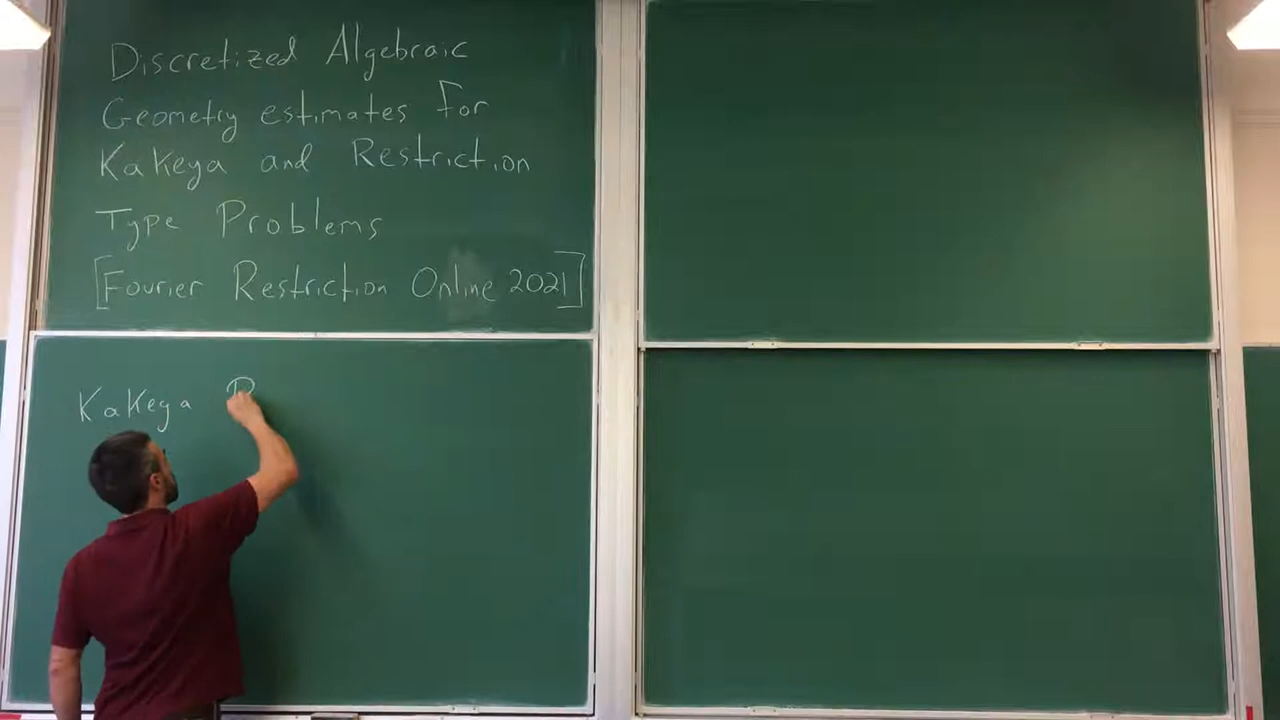 Discretized Algebraic
Geometry estimates for
Kakeya and Restriction
Type Problems
[Fourier Restriction Online 2021]
Kakeya